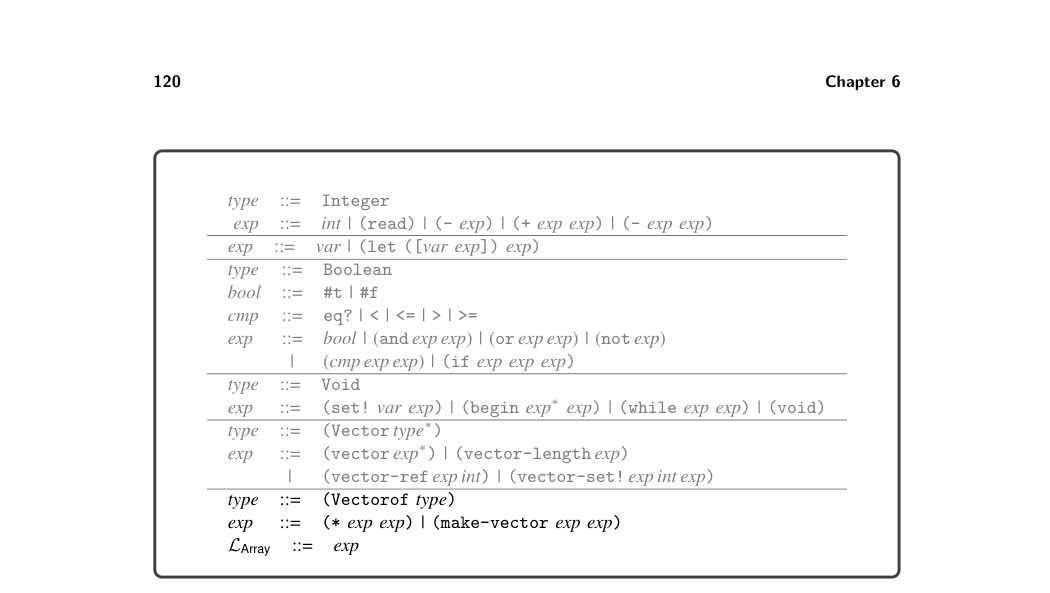 120 Chapter 6
type ::= Integer
exp ::= int | (read) | (- exp) | (+ exp exp) | (- exp exp)
exp ::= var | (let ([var exp]) exp)
type ::= Boolean
bool ::= #t | #f
cmp ::= eq? | < | <= | > | >=
exp ::= bool | (and exp exp) | (or exp exp) | (not exp)
| (cmp exp exp) | (if exp exp exp)
type ::= Void
exp ::= (set! var exp) | (begin exp* exp) | (while exp exp) | (void)
type ::= (Vector type*)
exp ::= (vector exp*) | (vector-length exp)
| (vector-ref exp int) | (vector-set! exp int exp)
type ::= (Vectorof type)
exp ::= (* exp exp) | (make-vector exp exp)
ℒArray ::= exp